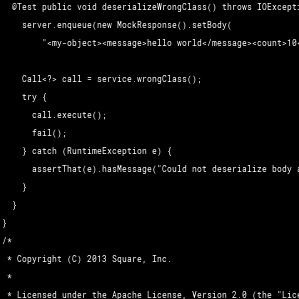 @Test public void deserializeWrongClass() throws IOExcepti
server.enqueue(new MockResponse().setBody(
"<my-object><message>hello world</message><count>10<
Call<?> call = service.wrongClass();
try {
call.execute();
fail();
} catch (RuntimeException e) {
assertThat(e).hasMessage("Could not deserialize body a
}
}
}
/*
* Copyright (C) 2013 Square, Inc.
*
* Licensed under the Apache License, Version 2.0 (the "Lice